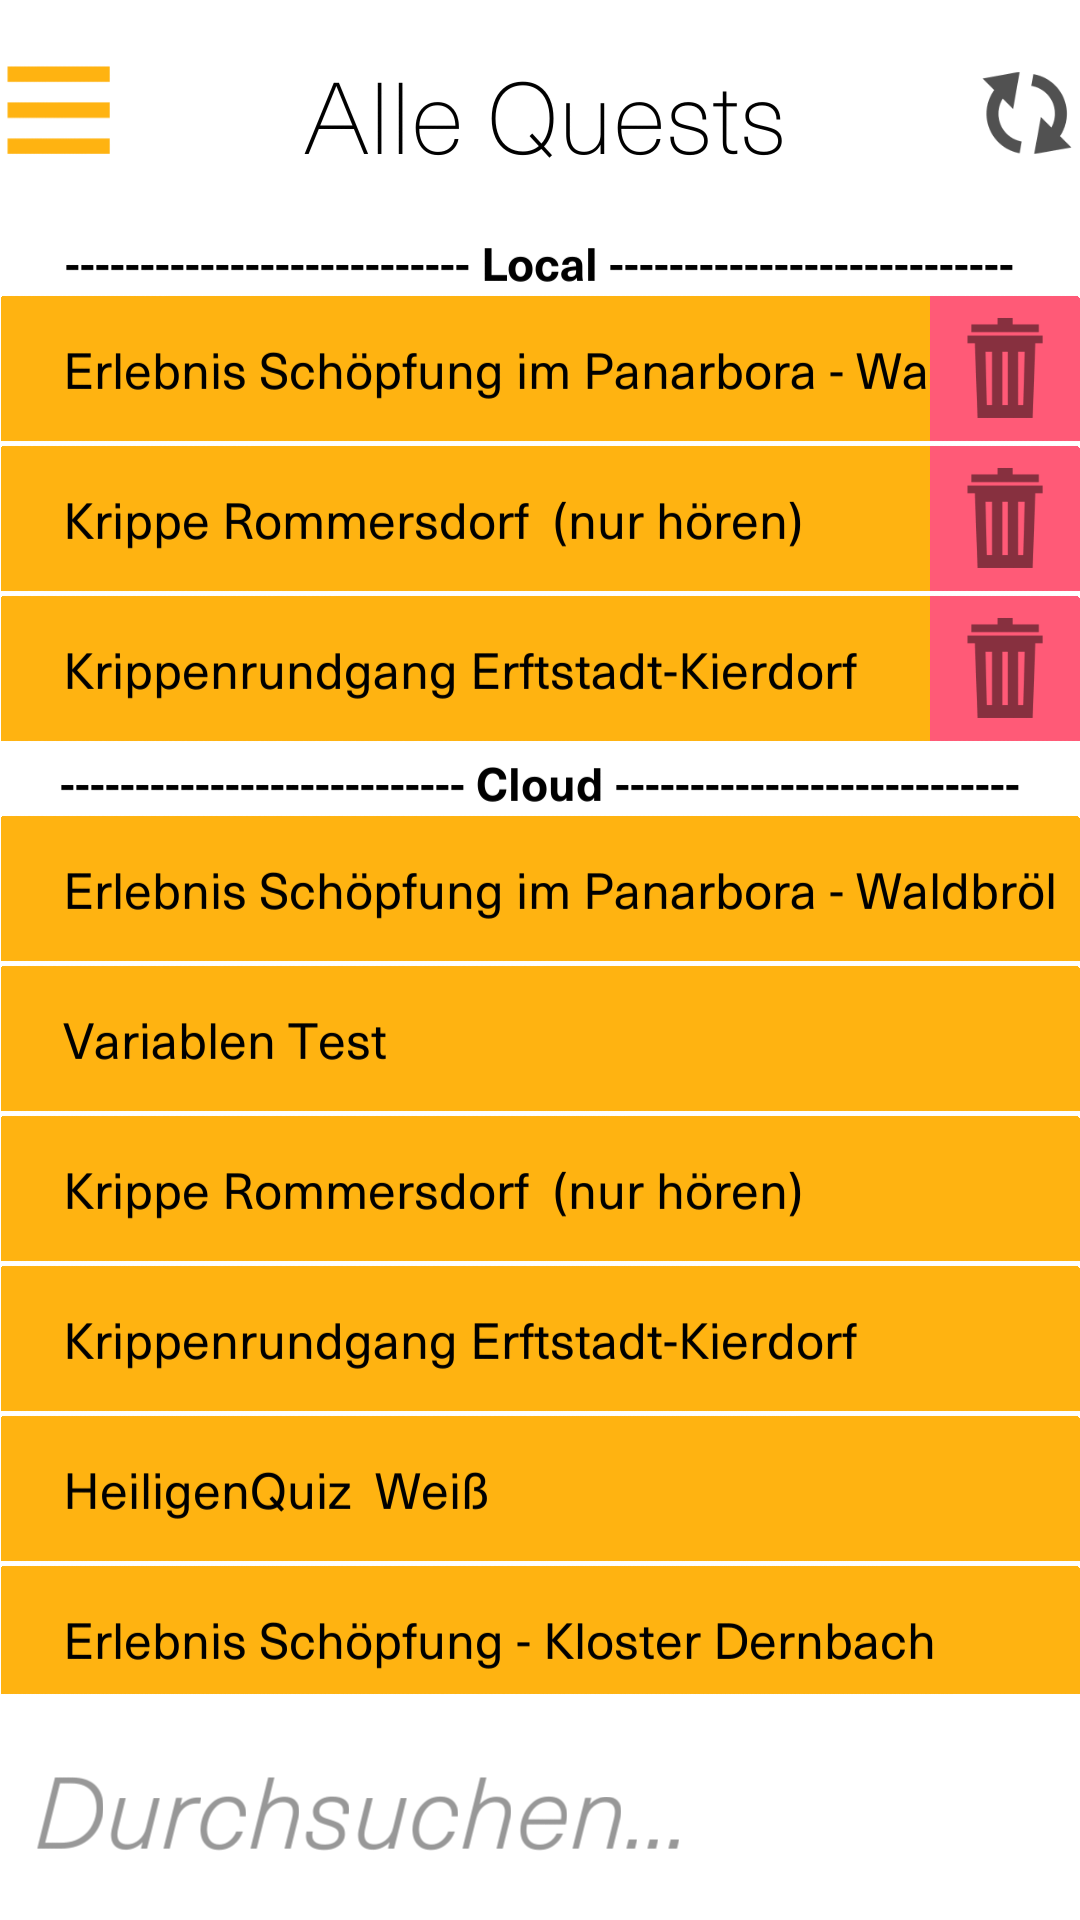 Alle Quests
--------------------------- Local ---------------------------
Erlebnis Schöpfung im Panarbora - Wa
Krippe Rommersdorf  (nur hören)
Krippenrundgang Erftstadt-Kierdorf
--------------------------- Cloud ---------------------------
Erlebnis Schöpfung im Panarbora - Waldbröl
Variablen Test
Krippe Rommersdorf  (nur hören)
Krippenrundgang Erftstadt-Kierdorf
HeiligenQuiz  Weiß
Erlebnis Schöpfung - Kloster Dernbach
Durchsuchen...